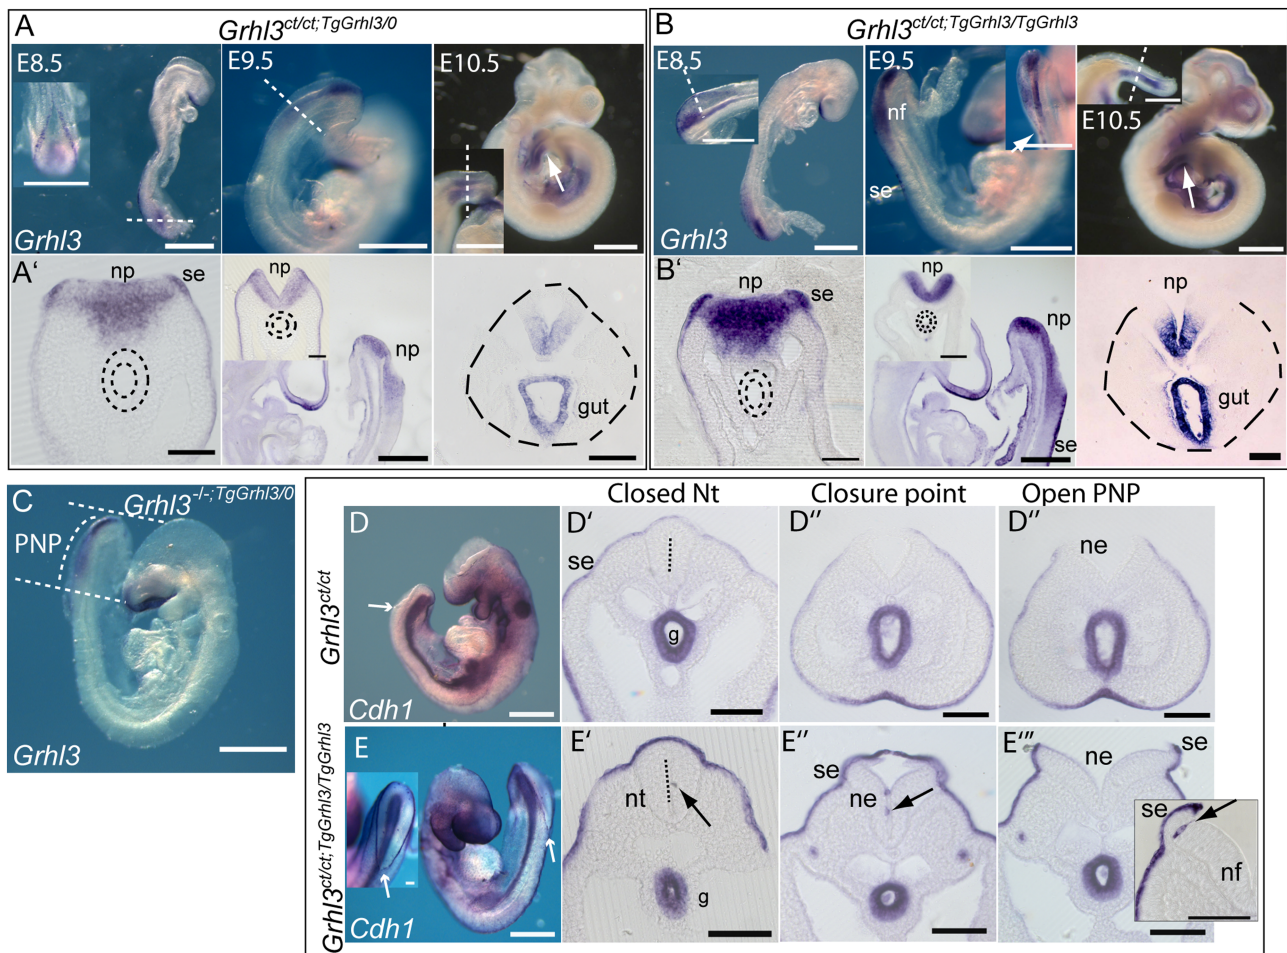 A
Grhl3ct/ct;TgGrhl3/0
E8.5
E9.5
E10.5
Grhl3
A'
np
se
np
np
gut
B
Grhl3ct/ct;TgGrhl3/TgGrhl3
E8.5
E9.5
nf
se
E10.5
Grhl3
B'
np
se
np
np
se
np
gut
C
Grhl3-/-;TgGrhl3/0
PNP
Grhl3
Closed Nt
Closure point
Open PNP
Grhl3ct/ct
D
Cdh1
D'
se
g
D''
D''
ne
Grhl3ct/ct;TgGrhl3/TgGrhl3
E
Cdh1
E'
nt
g
E''
se
ne
E'''
ne
se
se
nf